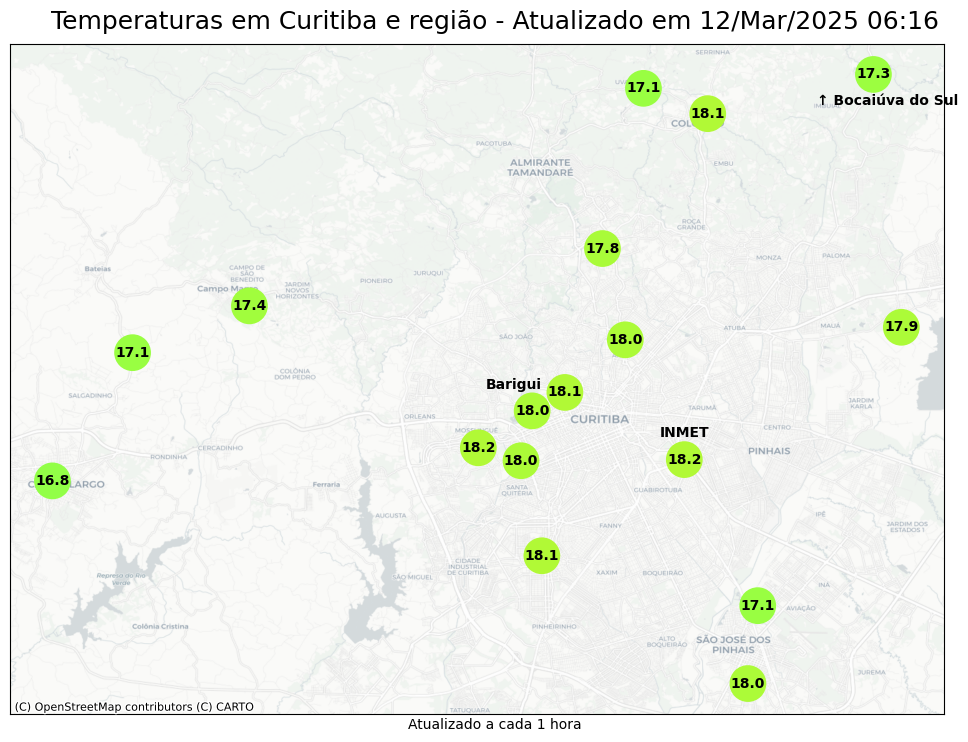 Temperaturas em Curitiba e região - Atualizado em 12/Mar/2025 06:16
SERRINHA
17.3
17.1
↑ Bocaiúva do Sul
18.1
PACOTUBA
ALMIRANTE
TAMANDARÉ
EMBU
ROÇA
GRANDE
17.8
MONZA
PALOMA
Bateias
CAMPO DE
SÃO
BENEDITO
JURUQUI
PIONEIRO
JARDIM
NOVOS
HORIZONTES
17.4
17.1
SÃO JOÃO
18.0
ATUBA
MAUÁ
17.9
COLÔNIA
DOM PEDRO
Barigui
18.1
SALGADINHO
18.0
ORLEANS
CURITIBA
TARUMÃ
JARDIM
KARLA
INMET
CENTRO
18.2
18.0
18.2
PINHAIS
CERCADINHO
RONDINHA
16.8
LARGO
Ferraria
SANTA
QUITÉRIA
GUABIROTUBA
AUGUSTA
FANNY
IPÊ
JARDIM DOS
ESTADOS I
18.1
CIDADE
INDUSTRIAL
DE CURITIBA
SÃO MIGUEL
XAXIM
BOQUEIRÃO
INÁ
Represa do Rio
Verde
17.1
AVIAÇÃO
Colônia Cristina
PINHEIRINHO
ALTO
BOQUEIRÃO
SÃO JOSÉ DOS
PINHAIS
JUREMA
18.0
TATUQUARA
(C) OpenStreetMap contributors (C) CARTO
Atualizado a cada 1 hora